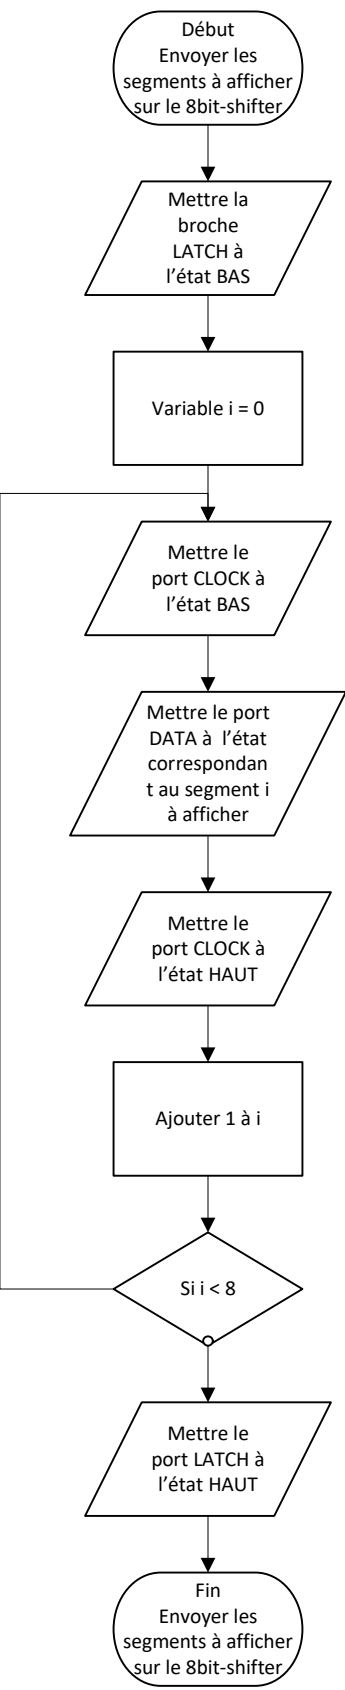 Début
Envoyer les
segments à afficher
sur le 8bit-shifter
Mettre la
broche
LATCH à
l’état BAS
Variable i = 0
Mettre le
port CLOCK à
l’état BAS
Mettre le port
DATA à l’état
correspondan
t au segment i
à afficher
Mettre le
port CLOCK à
l’état HAUT
Ajouter 1 à i
Si i < 8
Mettre le
port LATCH à
l’état HAUT
Fin
Envoyer les
segments à afficher
sur le 8bit-shifter